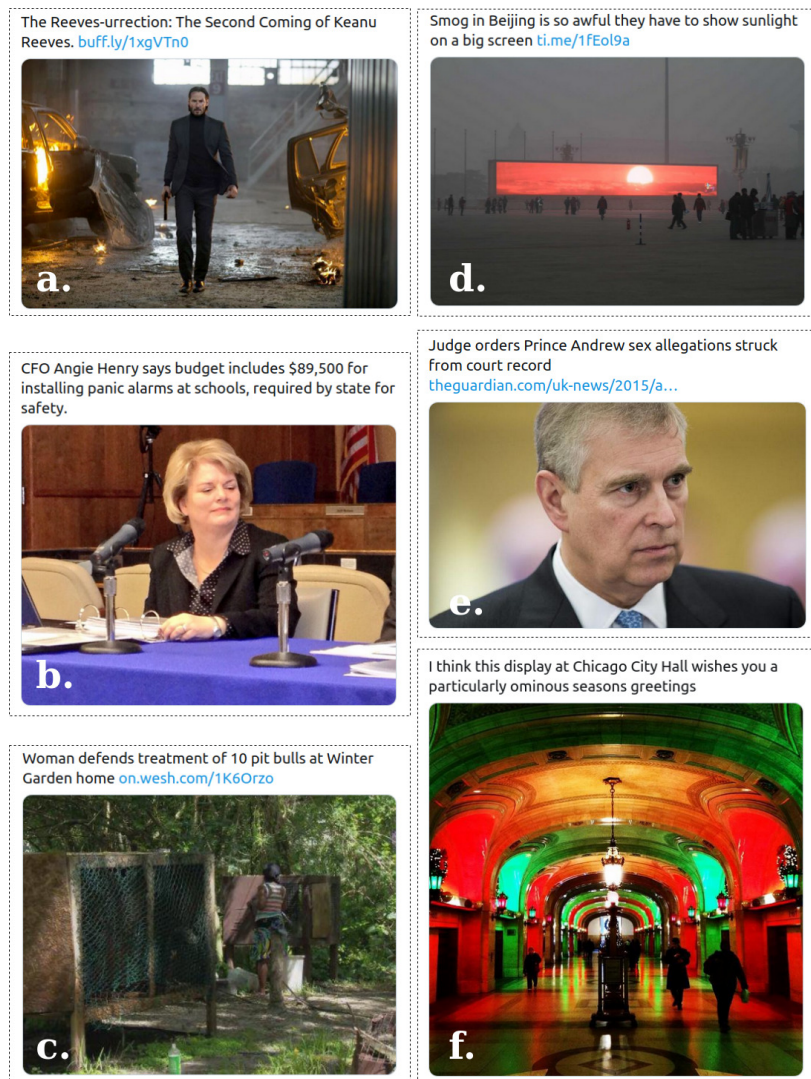 The Reeves-urrection: The Second Coming of Keanu
Reeves. buff.ly/1xgVTn0
a.
CFO Angie Henry says budget includes $89,500 for
installing panic alarms at schools, required by state for
safety.
b.
Woman defends treatment of 10 pit bulls at Winter
Garden home on.wesh.com/1K6Orzo
c.
Smog in Beijing is so awful they have to show sunlight
on a big screen ti.me/1fEol9a
d.
Judge orders Prince Andrew sex allegations struck
from court record
theguardian.com/uk-news/2015/a…
e.
I think this display at Chicago City Hall wishes you a
particularly ominous seasons greetings
f.